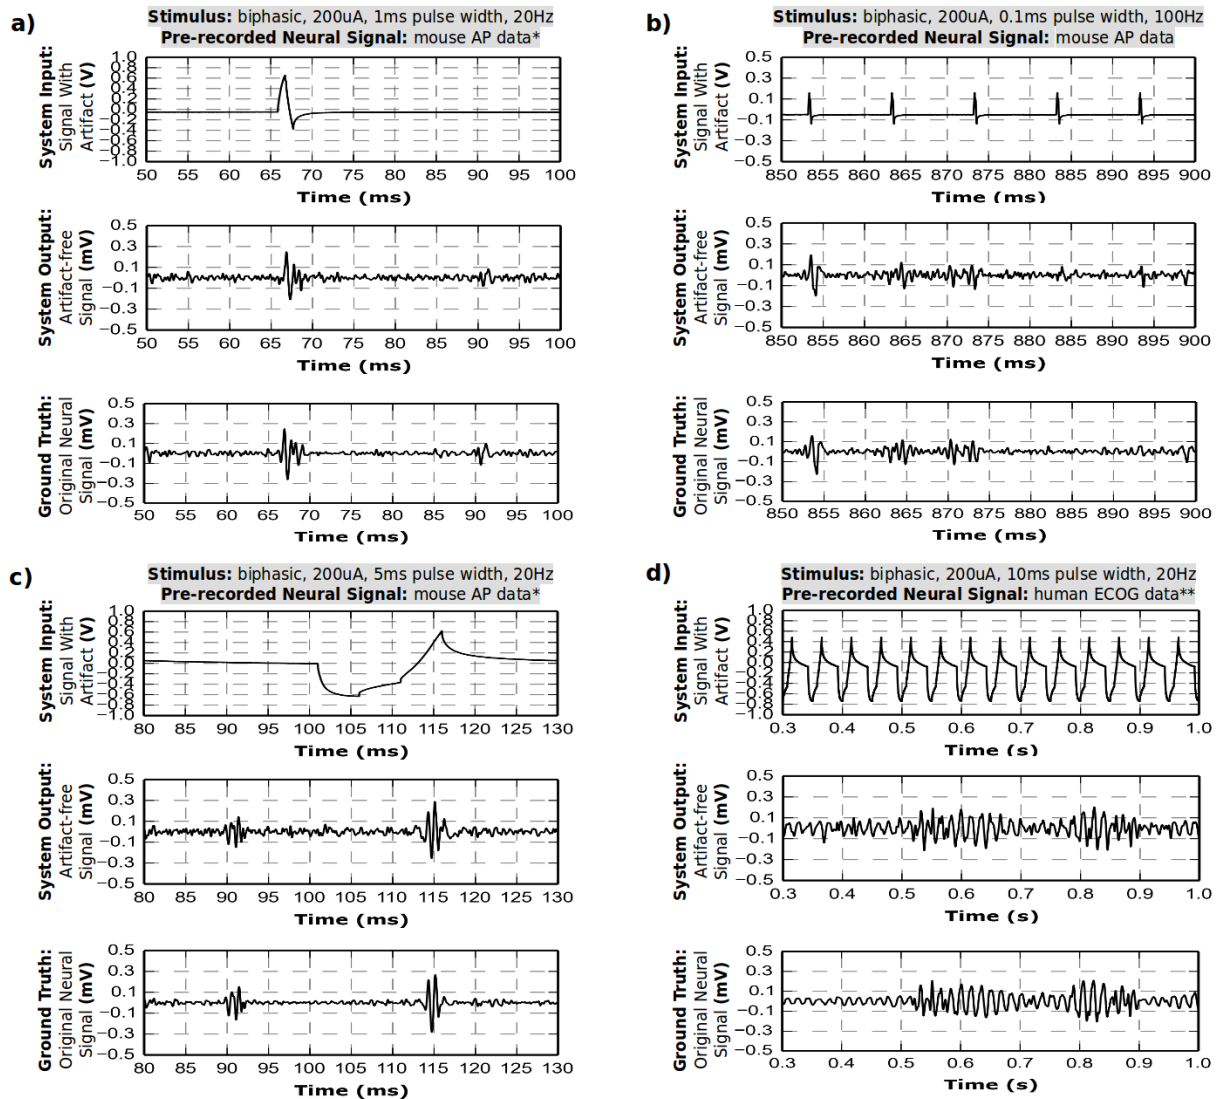 a)
Stimulus: biphasic, 200uA, 1ms pulse width, 20Hz
Pre-recorded Neural Signal: mouse AP data*
System Input:
Signal With
Artifact (V)
1.0
0.8
0.6
0.4
0.2
0.0
−0.2
−0.4
−0.6
−0.8
−1.0
50 55 60 65 70 75 80 85 90 95 100
Time (ms)
System Output:
Artifact-free
Signal (mV)
0.5
0.3
0.1
−0.1
−0.3
−0.5
50 55 60 65 70 75 80 85 90 95 100
Time (ms)
Ground Truth:
Original Neural
Signal (mV)
0.5
0.3
0.1
−0.1
−0.3
−0.5
50 55 60 65 70 75 80 85 90 95 100
Time (ms)
b)
Stimulus: biphasic, 200uA, 0.1ms pulse width, 100Hz
Pre-recorded Neural Signal: mouse AP data
System Input:
Signal With
Artifact (V)
0.5
0.3
0.1
−0.1
−0.3
−0.5
850 855 860 865 870 875 880 885 890 895 900
Time (ms)
System Output:
Artifact-free
Signal (mV)
0.5
0.3
0.1
−0.1
−0.3
−0.5
850 855 860 865 870 875 880 885 890 895 900
Time (ms)
Ground Truth:
Original Neural
Signal (mV)
0.5
0.3
0.1
−0.1
−0.3
−0.5
850 855 860 865 870 875 880 885 890 895 900
Time (ms)
c)
Stimulus: biphasic, 200uA, 5ms pulse width, 20Hz
Pre-recorded Neural Signal: mouse AP data*
System Input:
Signal With
Artifact (V)
1.0
0.8
0.6
0.4
0.2
0.0
−0.2
−0.4
−0.6
−0.8
−1.0
80 85 90 95 100 105 110 115 120 125 130
Time (ms)
System Output:
Artifact-free
Signal (mV)
0.5
0.3
0.1
−0.1
−0.3
−0.5
80 85 90 95 100 105 110 115 120 125 130
Time (ms)
Ground Truth:
Original Neural
Signal (mV)
0.5
0.3
0.1
−0.1
−0.3
−0.5
80 85 90 95 100 105 110 115 120 125 130
Time (ms)
d)
Stimulus: biphasic, 200uA, 10ms pulse width, 20Hz
Pre-recorded Neural Signal: human ECOG data**
System Input:
Signal With
Artifact (V)
1.0
0.8
0.6
0.4
0.2
0.0
−0.2
−0.4
−0.6
−0.8
−1.0
0.3 0.4 0.5 0.6 0.7 0.8 0.9 1.0
Time (s)
System Output:
Artifact-free
Signal (mV)
0.5
0.3
0.1
−0.1
−0.3
−0.5
0.3 0.4 0.5 0.6 0.7 0.8 0.9 1.0
Time (s)
Ground Truth:
Original Neural
Signal (mV)
0.5
0.3
0.1
−0.1
−0.3
−0.5
0.3 0.4 0.5 0.6 0.7 0.8 0.9 1.0
Time (s)